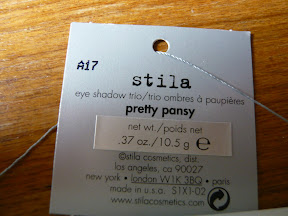 A17
stila
eye shadow trio/trio ombres à paupières
pretty pansy
net wt./poids net
.37 oz./10.5 g ℮
©stila cosmetics, dist.
los angeles, ca 90027
new york • london W1K 3BQ • paris
made in u.s.a. S1X1-02
www.stilacosmetics.com